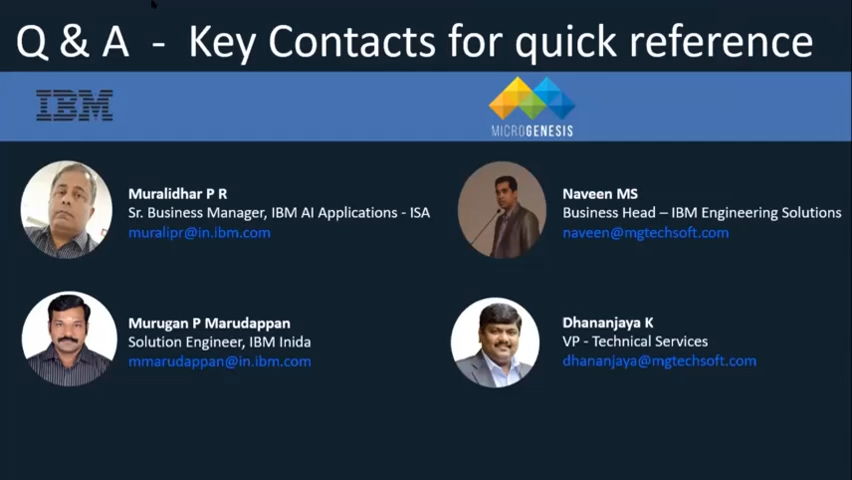 Q & A - Key Contacts for quick reference
IBM
MICROGENESIS
Muralidhar P R
Sr. Business Manager, IBM AI Applications - ISA
muralipr@in.ibm.com
Naveen MS
Business Head – IBM Engineering Solutions
naveen@mgtechsoft.com
Murugan P Marudappan
Solution Engineer, IBM Inida
mmarudappan@in.ibm.com
Dhananjaya K
VP - Technical Services
dhananjaya@mgtechsoft.com